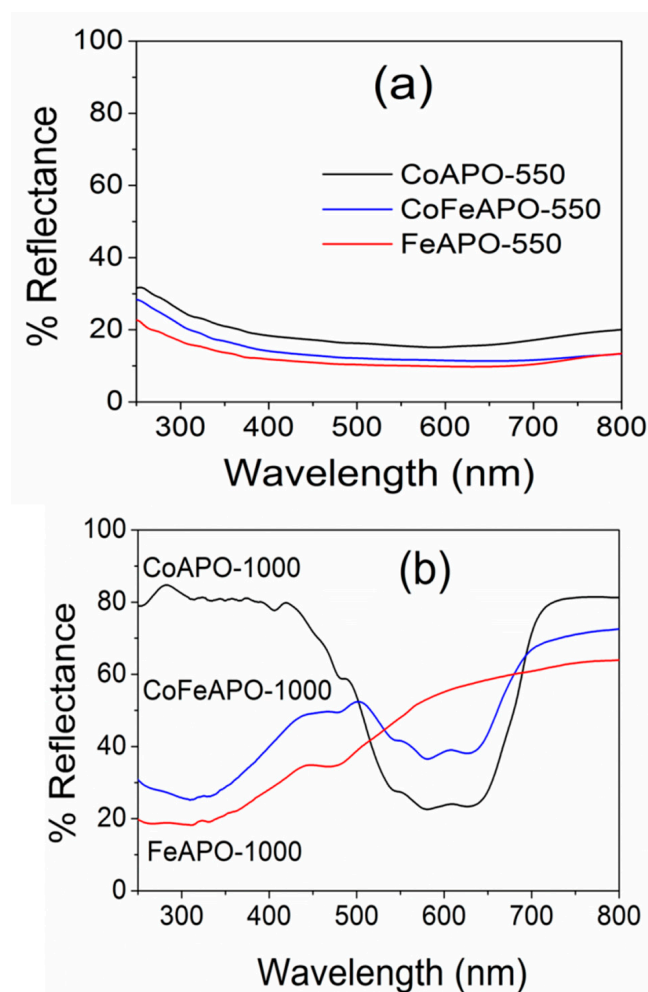 100
(a)
80
CoAPO-550
60
CoFeAPO-550
FeAPO-550
40
20
0
% Reflectance
300 400 500 600 700 800
Wavelength (nm)
100
(b)
CoAPO-1000
80
60
CoFeAPO-1000
40
20
FeAPO-1000
0
% Reflectance
300 400 500 600 700 800
Wavelength (nm)